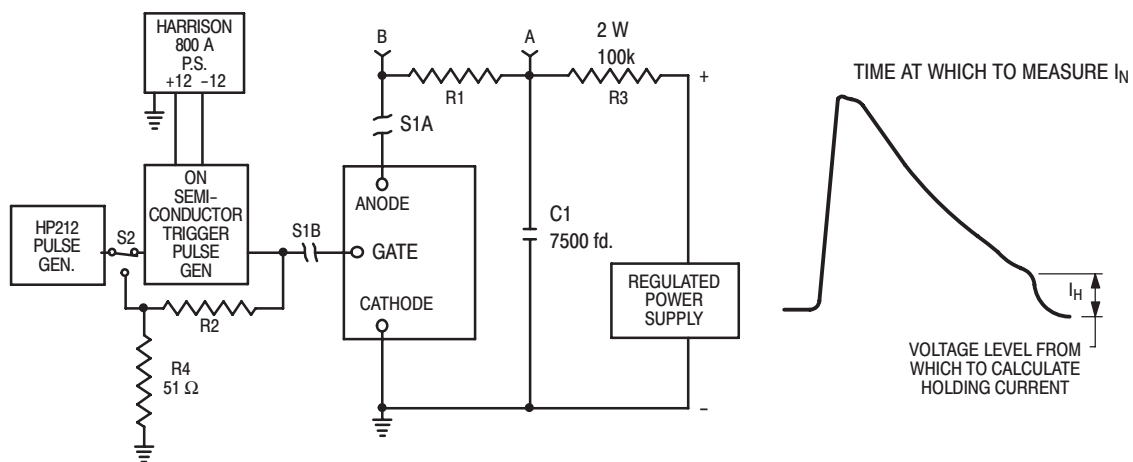 HARRISON
800 A
P.S.
+12 −12
ON
SEMI-
CONDUCTOR
TRIGGER
PULSE
GEN
HP212
PULSE
GEN.
S2
S1B
R2
R4
51 Ω
B
A
2 W
100k
R1
R3
S1A
ANODE
GATE
CATHODE
C1
7500 fd.
+
REGULATED
POWER
SUPPLY
−
TIME AT WHICH TO MEASURE IN
IH
VOLTAGE LEVEL FROM
WHICH TO CALCULATE
HOLDING CURRENT